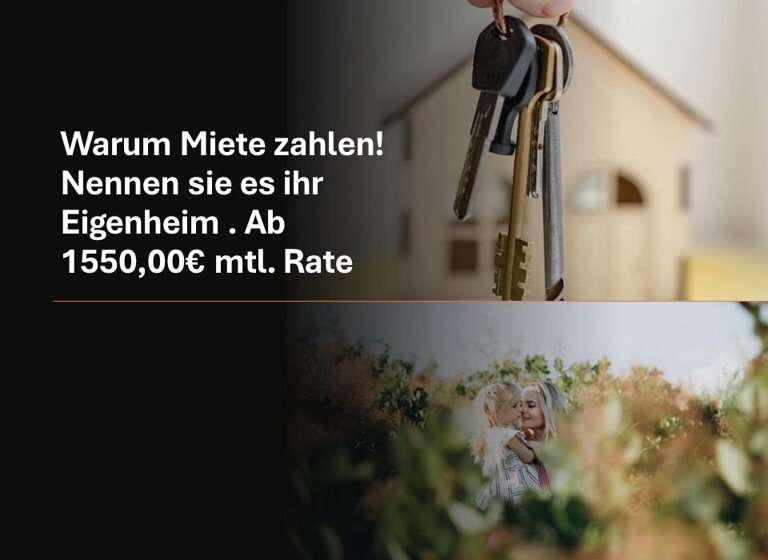 Warum Miete zahlen!
Nennen sie es ihr
Eigenheim . Ab
1550,00€ mtl. Rate